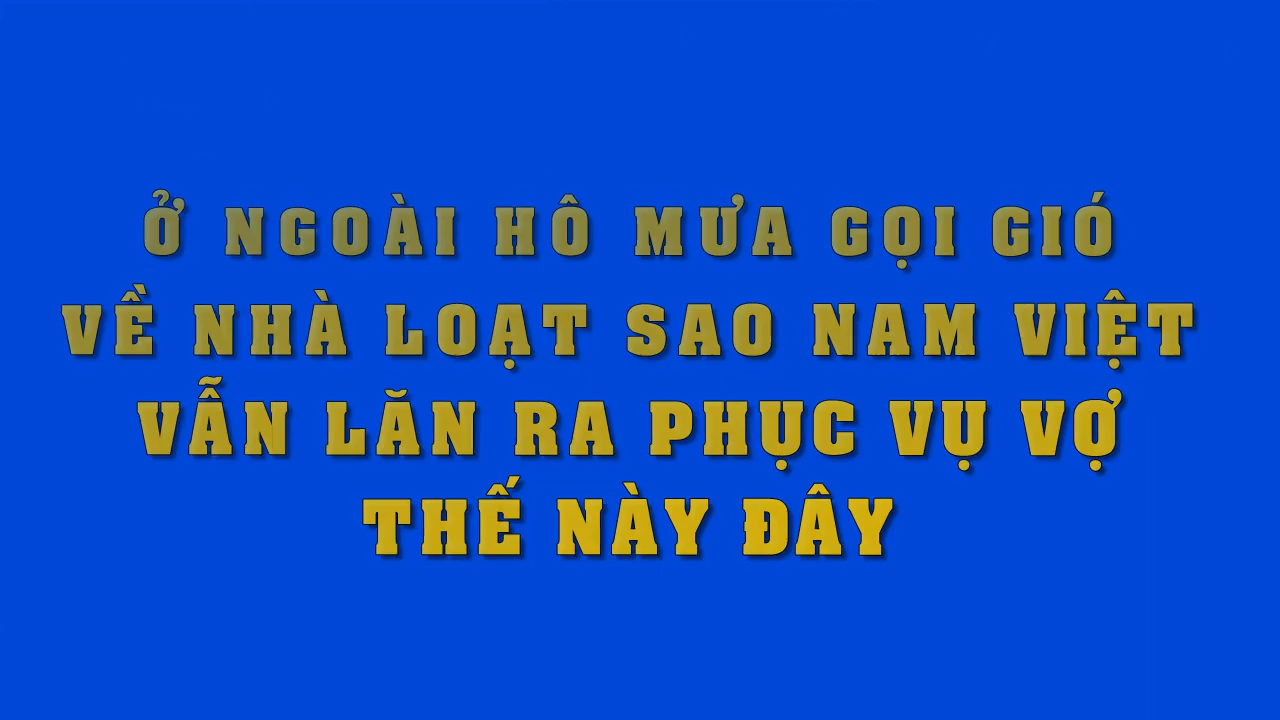 Ở NGOÀI HÔ MƯA GỌI GIÓ
VỀ NHÀ LOẠT SAO NAM VIỆT
VẪN LĂN RA PHỤC VỤ VỢ
THẾ NÀY ĐÂY